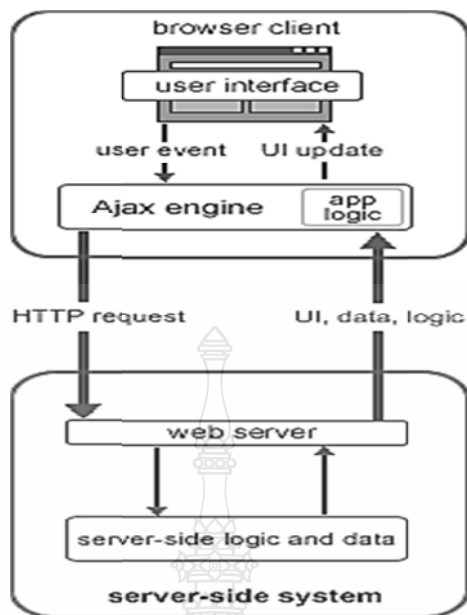 browser client
user interface
user event UI update
Ajax engine app
logic
HTTP request UI, data, logic
web server
server-side logic and data
server-side system